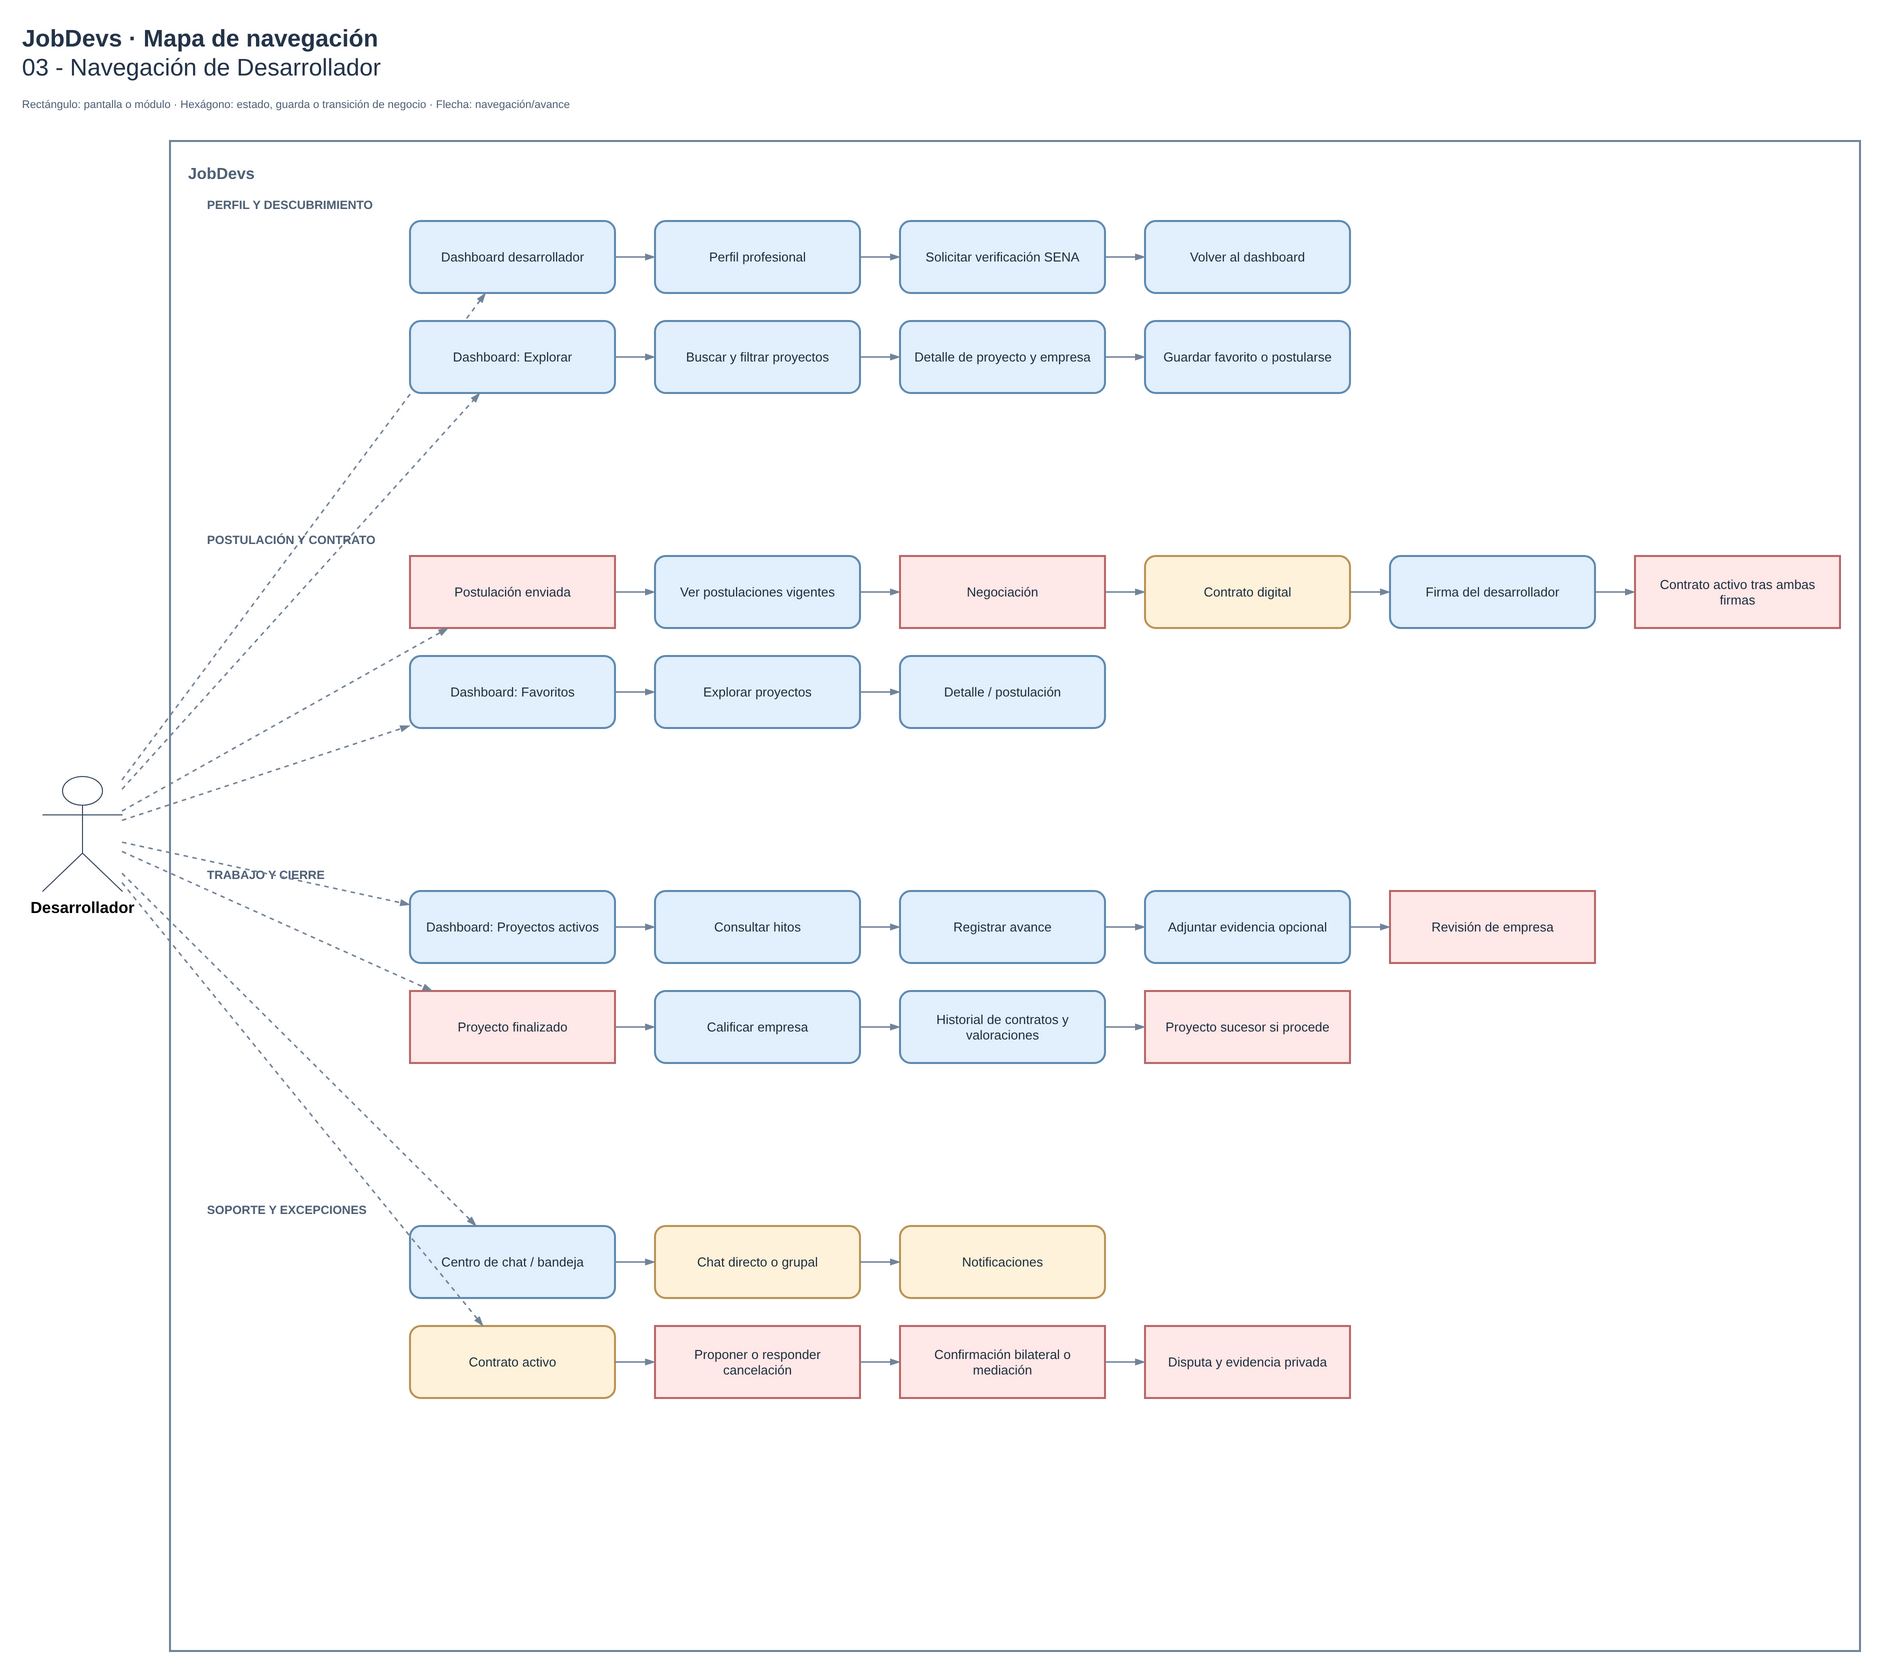 JobDevs · Mapa de navegación
03 - Navegación de Desarrollador
Rectángulo: pantalla o módulo · Hexágono: estado, guarda o transición de negocio · Flecha: navegación/avance
JobDevs
PERFIL Y DESCUBRIMIENTO
Dashboard desarrollador
Perfil profesional
Solicitar verificación SENA
Volver al dashboard
Dashboard: Explorar
Buscar y filtrar proyectos
Detalle de proyecto y empresa
Guardar favorito o postularse
POSTULACIÓN Y CONTRATO
Postulación enviada
Ver postulaciones vigentes
Negociación
Contrato digital
Firma del desarrollador
Contrato activo tras ambas
firmas
Dashboard: Favoritos
Explorar proyectos
Detalle / postulación
Desarrollador
TRABAJO Y CIERRE
Dashboard: Proyectos activos
Consultar hitos
Registrar avance
Adjuntar evidencia opcional
Revisión de empresa
Proyecto finalizado
Calificar empresa
Historial de contratos y
valoraciones
Proyecto sucesor si procede
SOPORTE Y EXCEPCIONES
Centro de chat / bandeja
Chat directo o grupal
Notificaciones
Contrato activo
Proponer o responder
cancelación
Confirmación bilateral o
mediación
Disputa y evidencia privada